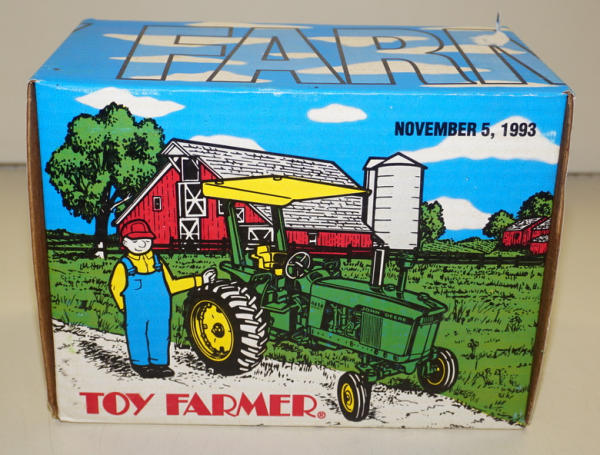 FARM
NOVEMBER 5, 1993
JOHN DEERE
TOY FARMER®